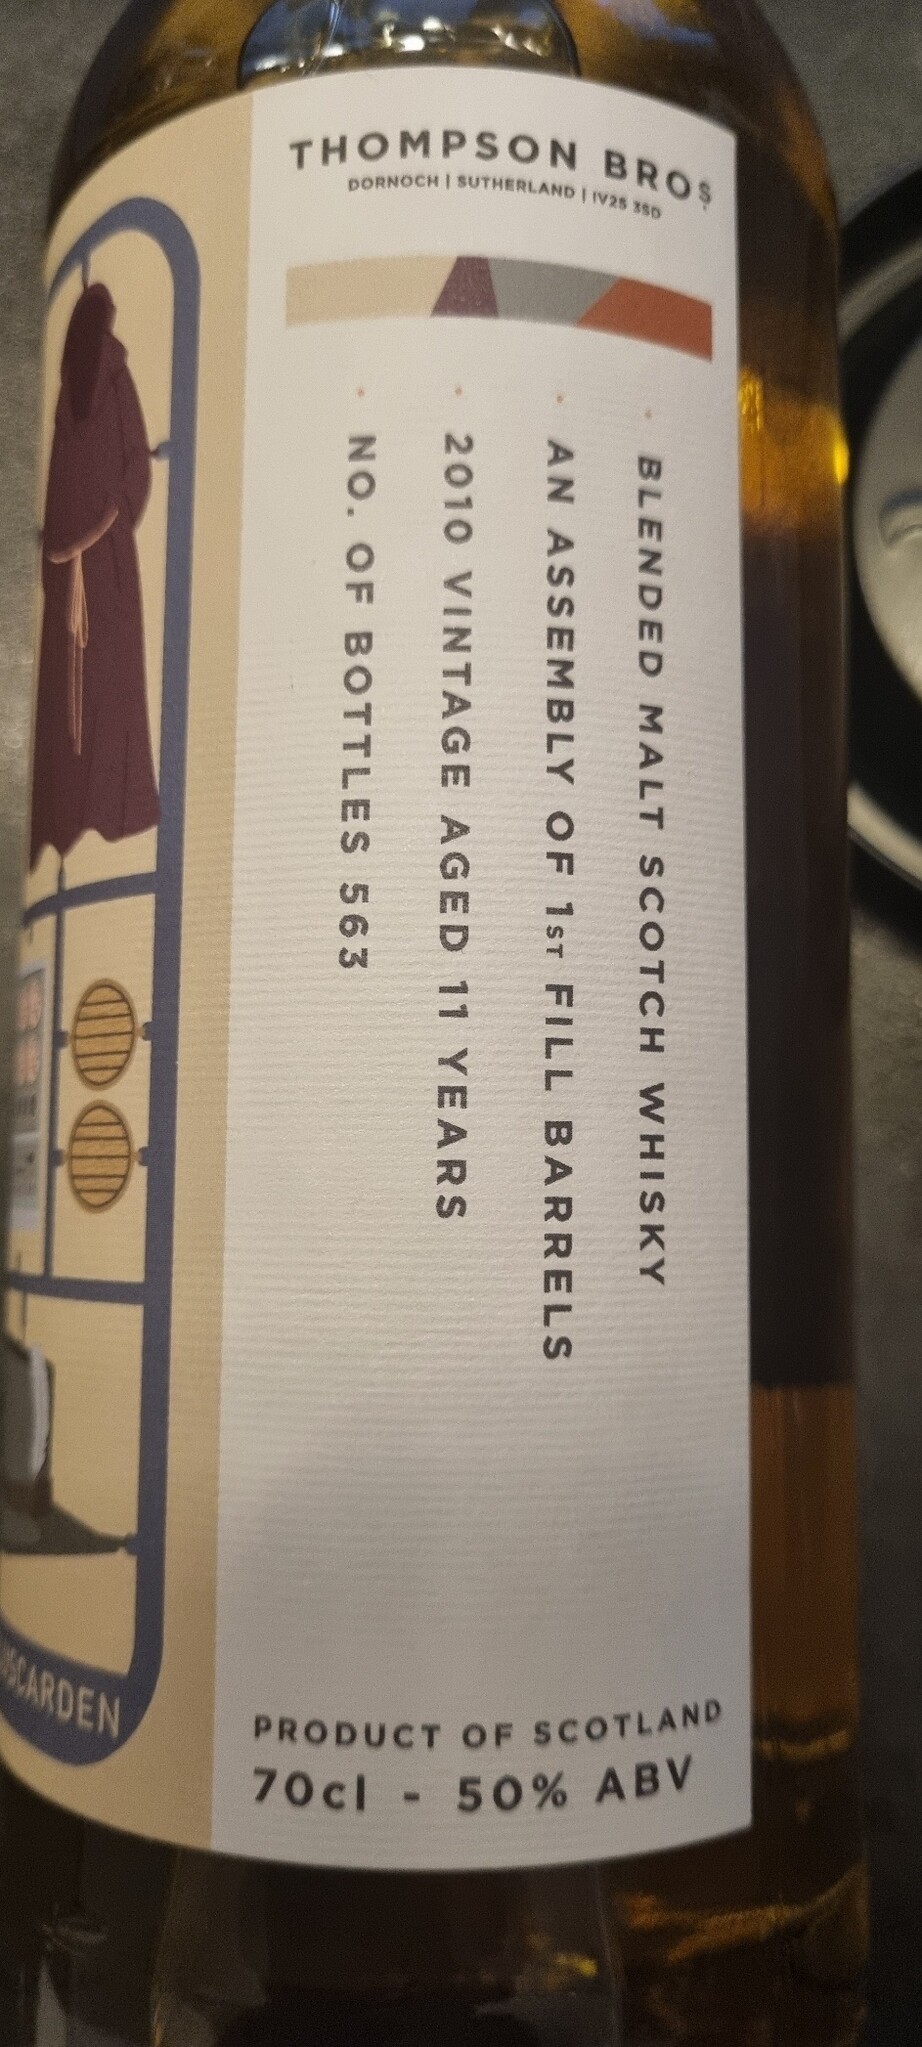 THOMPSON BROS.
DORNOCH | SUTHERLAND | IV25 3SD
BLENDED MALT SCOTCH WHISKY
AN ASSEMBLY OF 1ST FILL BARRELS
2010 VINTAGE AGED 11 YEARS
NO. OF BOTTLES 563
PRODUCT OF SCOTLAND
70cl - 50% ABV